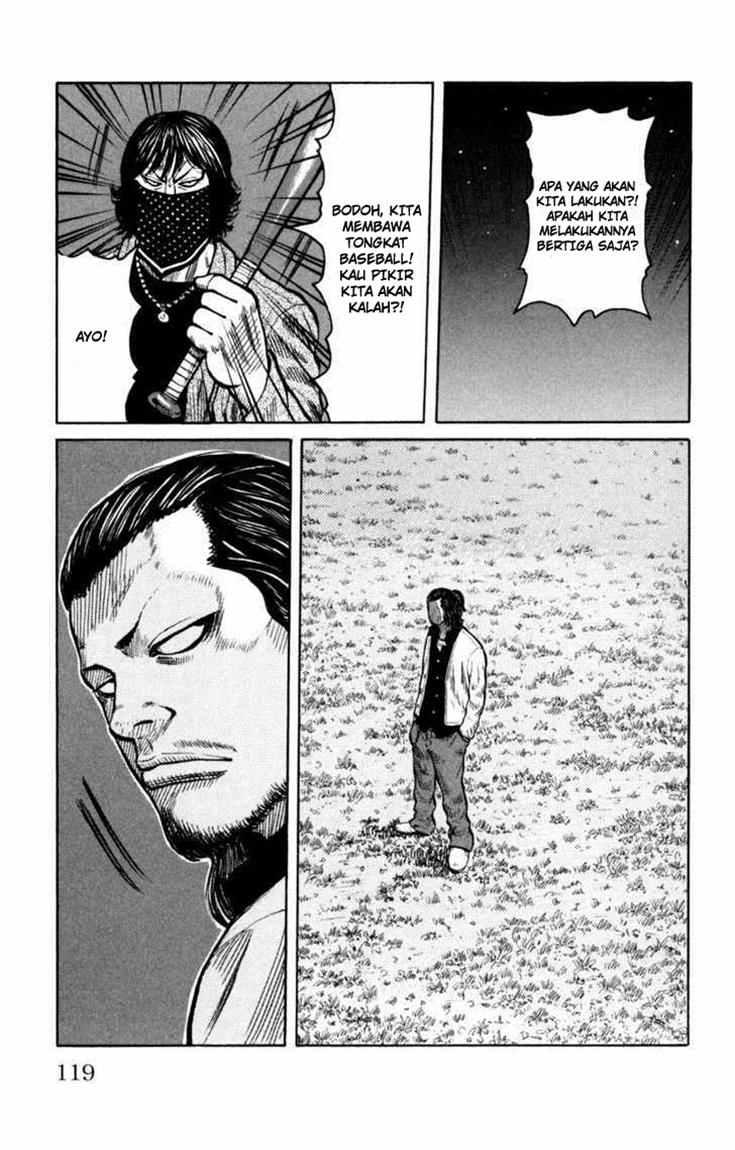 APA YANG AKAN
KITA LAKUKAN?!
APAKAH KITA
MELAKUKANNYA
BERTIGA SAJA?
BODOH, KITA
MEMBAWA
TONGKAT
BASEBALL!
KAU PIKIR
KITA AKAN
KALAH?!
AYO!
119